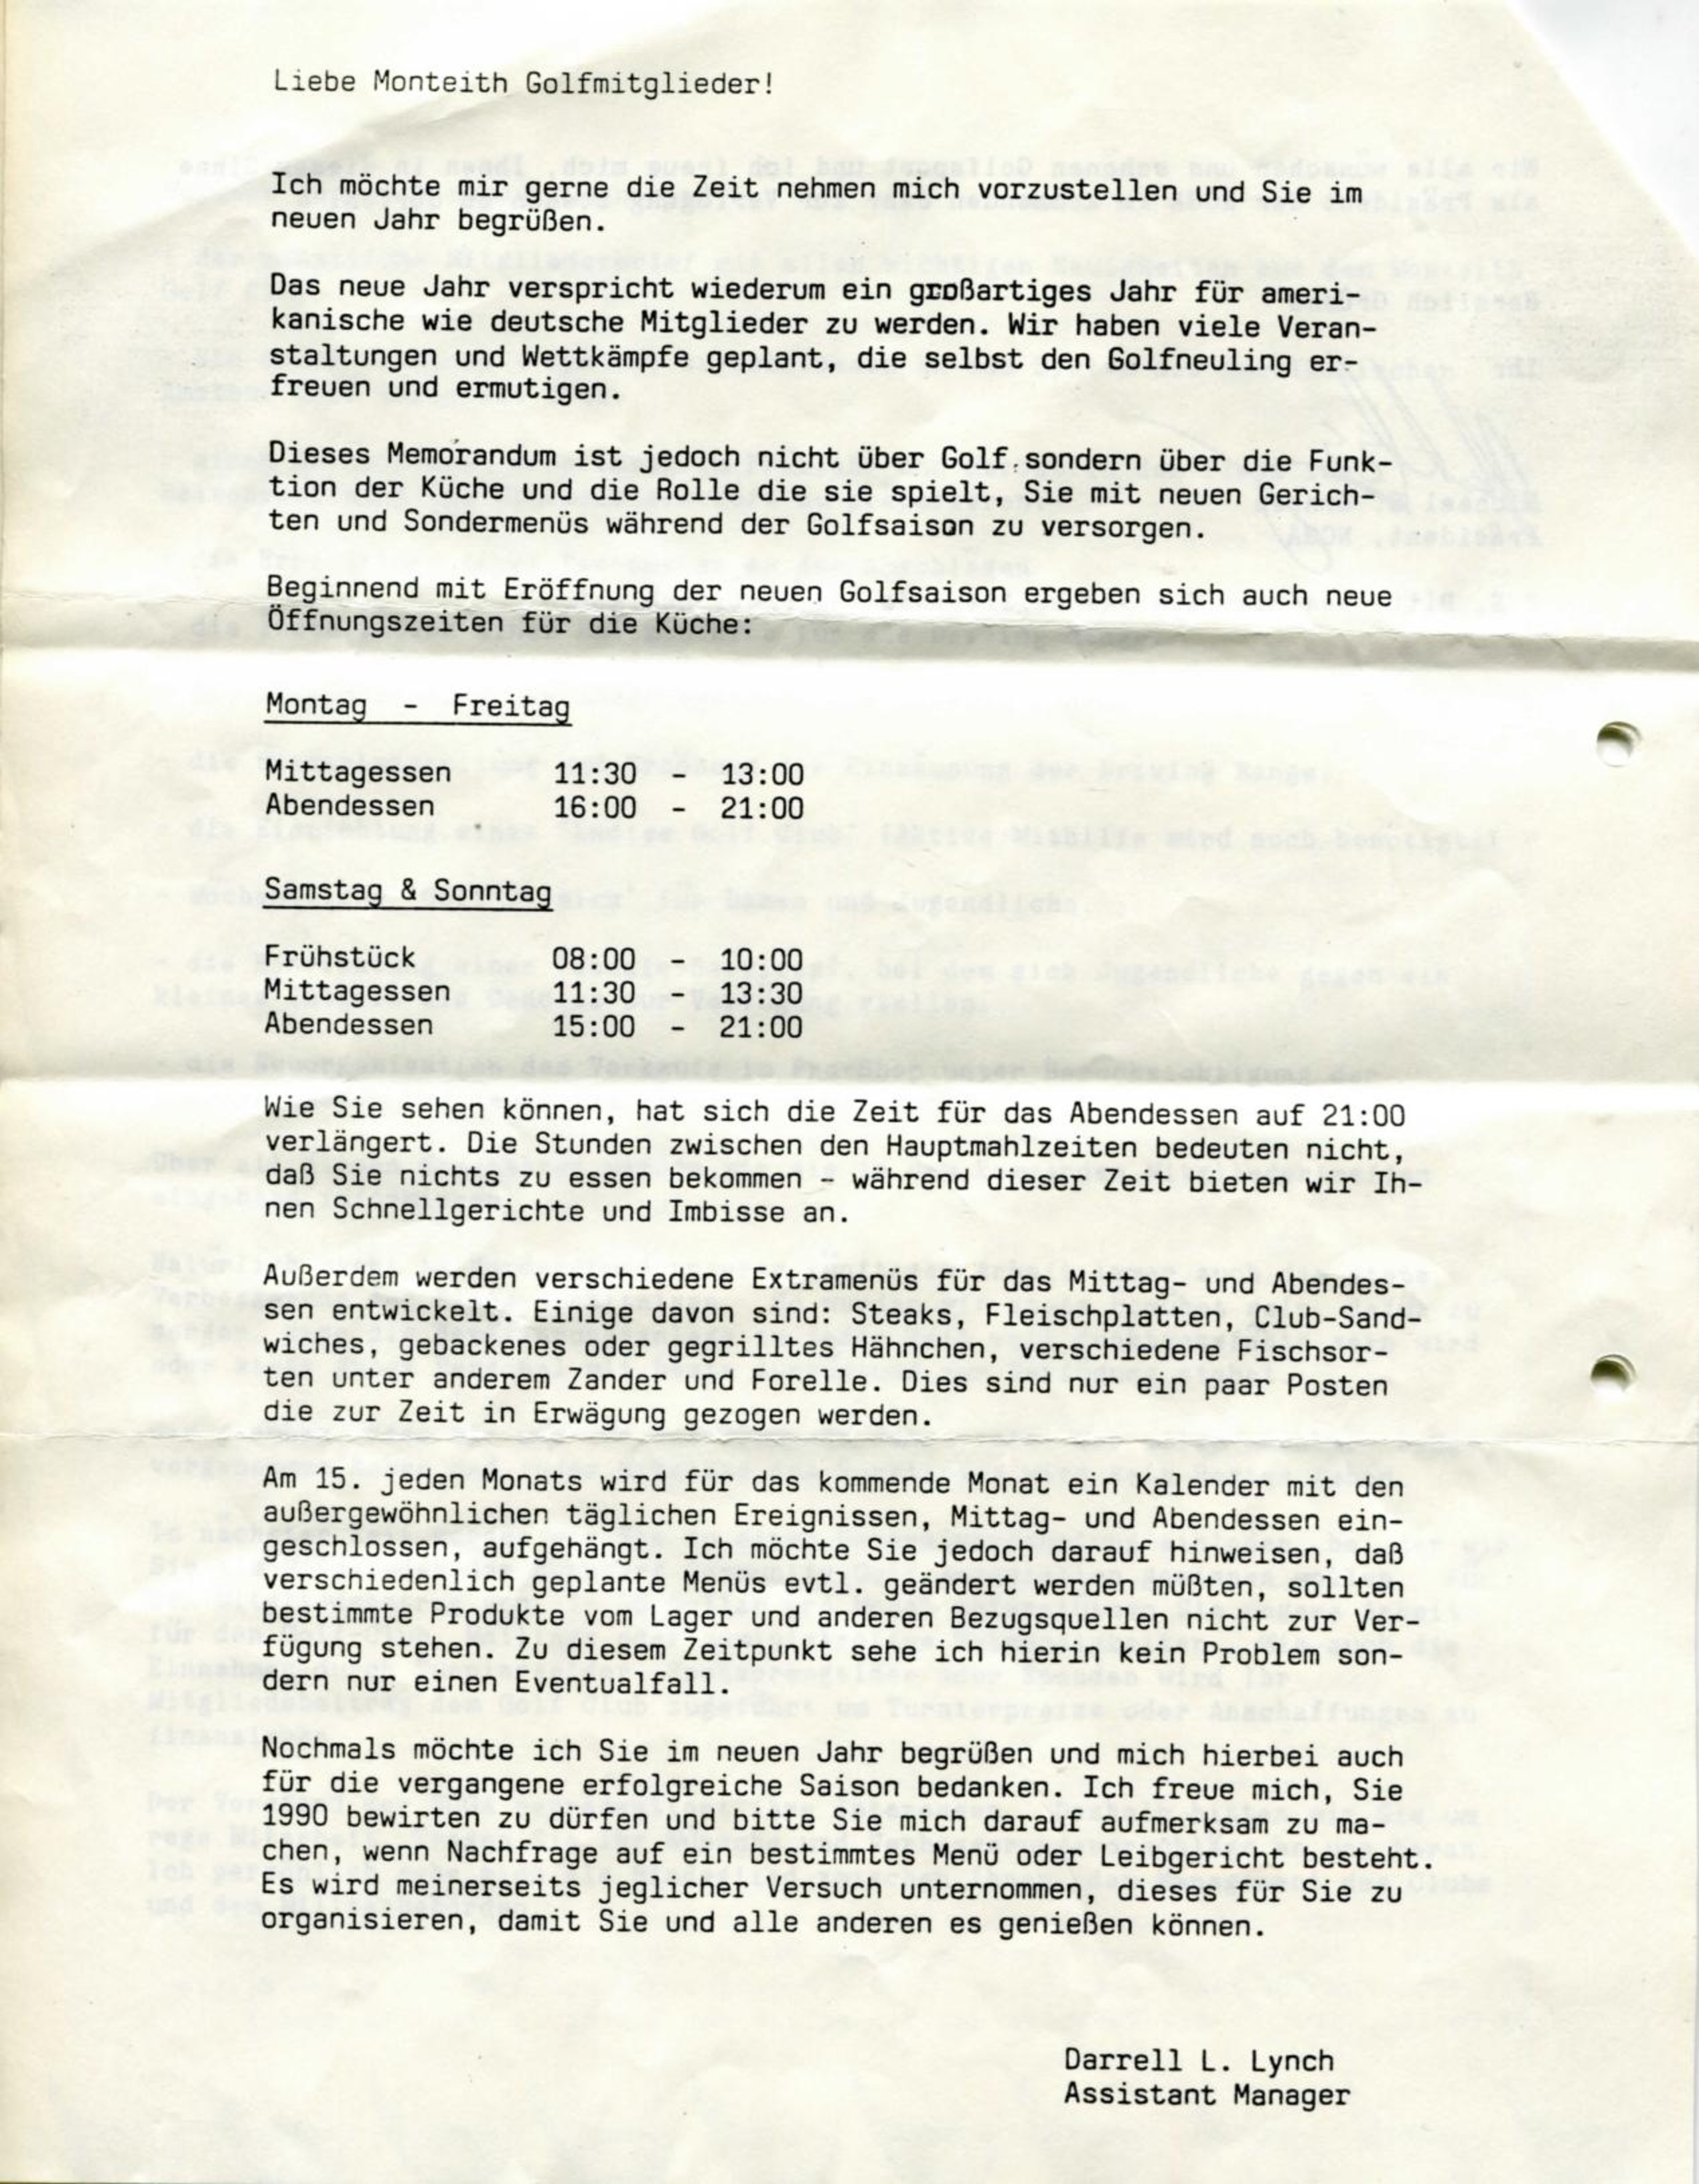 Liebe Monteith Golfmitglieder!
Ich möchte mir gerne die Zeit nehmen mich vorzustellen und Sie im
neuen Jahr begrüßen.
Das neue Jahr verspricht wiederum ein großartiges Jahr für ameri-
kanische wie deutsche Mitglieder zu werden. Wir haben viele Veran-
staltungen und Wettkämpfe geplant, die selbst den Golfneuling er-
freuen und ermutigen.
Dieses Memorandum ist jedoch nicht über Golf, sondern über die Funk-
tion der Küche und die Rolle die sie spielt, Sie mit neuen Gerich-
ten und Sondermenüs während der Golfsaison zu versorgen.
Beginnend mit Eröffnung der neuen Golfsaison ergeben sich auch neue
Öffnungszeiten für die Küche:
Montag - Freitag
Mittagessen 11:30 - 13:00
Abendessen 16:00 - 21:00
Samstag & Sonntag
Frühstück 08:00 - 10:00
Mittagessen 11:30 - 13:30
Abendessen 15:00 - 21:00
Wie Sie sehen können, hat sich die Zeit für das Abendessen auf 21:00
verlängert. Die Stunden zwischen den Hauptmahlzeiten bedeuten nicht,
daß Sie nichts zu essen bekommen - während dieser Zeit bieten wir Ih-
nen Schnellgerichte und Imbisse an.
Außerdem werden verschiedene Extramenüs für das Mittag- und Abendes-
sen entwickelt. Einige davon sind: Steaks, Fleischplatten, Club-Sand-
wiches, gebackenes oder gegrilltes Hähnchen, verschiedene Fischsor-
ten unter anderem Zander und Forelle. Dies sind nur ein paar Posten
die zur Zeit in Erwägung gezogen werden.
Am 15. jeden Monats wird für das kommende Monat ein Kalender mit den
außergewöhnlichen täglichen Ereignissen, Mittag- und Abendessen ein-
geschlossen, aufgehängt. Ich möchte Sie jedoch darauf hinweisen, daß
verschiedenlich geplante Menüs evtl. geändert werden müßten, sollten
bestimmte Produkte vom Lager und anderen Bezugsquellen nicht zur Ver-
fügung stehen. Zu diesem Zeitpunkt sehe ich hierin kein Problem son-
dern nur einen Eventualfall.
Nochmals möchte ich Sie im neuen Jahr begrüßen und mich hierbei auch
für die vergangene erfolgreiche Saison bedanken. Ich freue mich, Sie
1990 bewirten zu dürfen und bitte Sie mich darauf aufmerksam zu ma-
chen, wenn Nachfrage auf ein bestimmtes Menü oder Leibgericht besteht.
Es wird meinerseits jeglicher Versuch unternommen, dieses für Sie zu
organisieren, damit Sie und alle anderen es genießen können.
Darrell L. Lynch
Assistant Manager